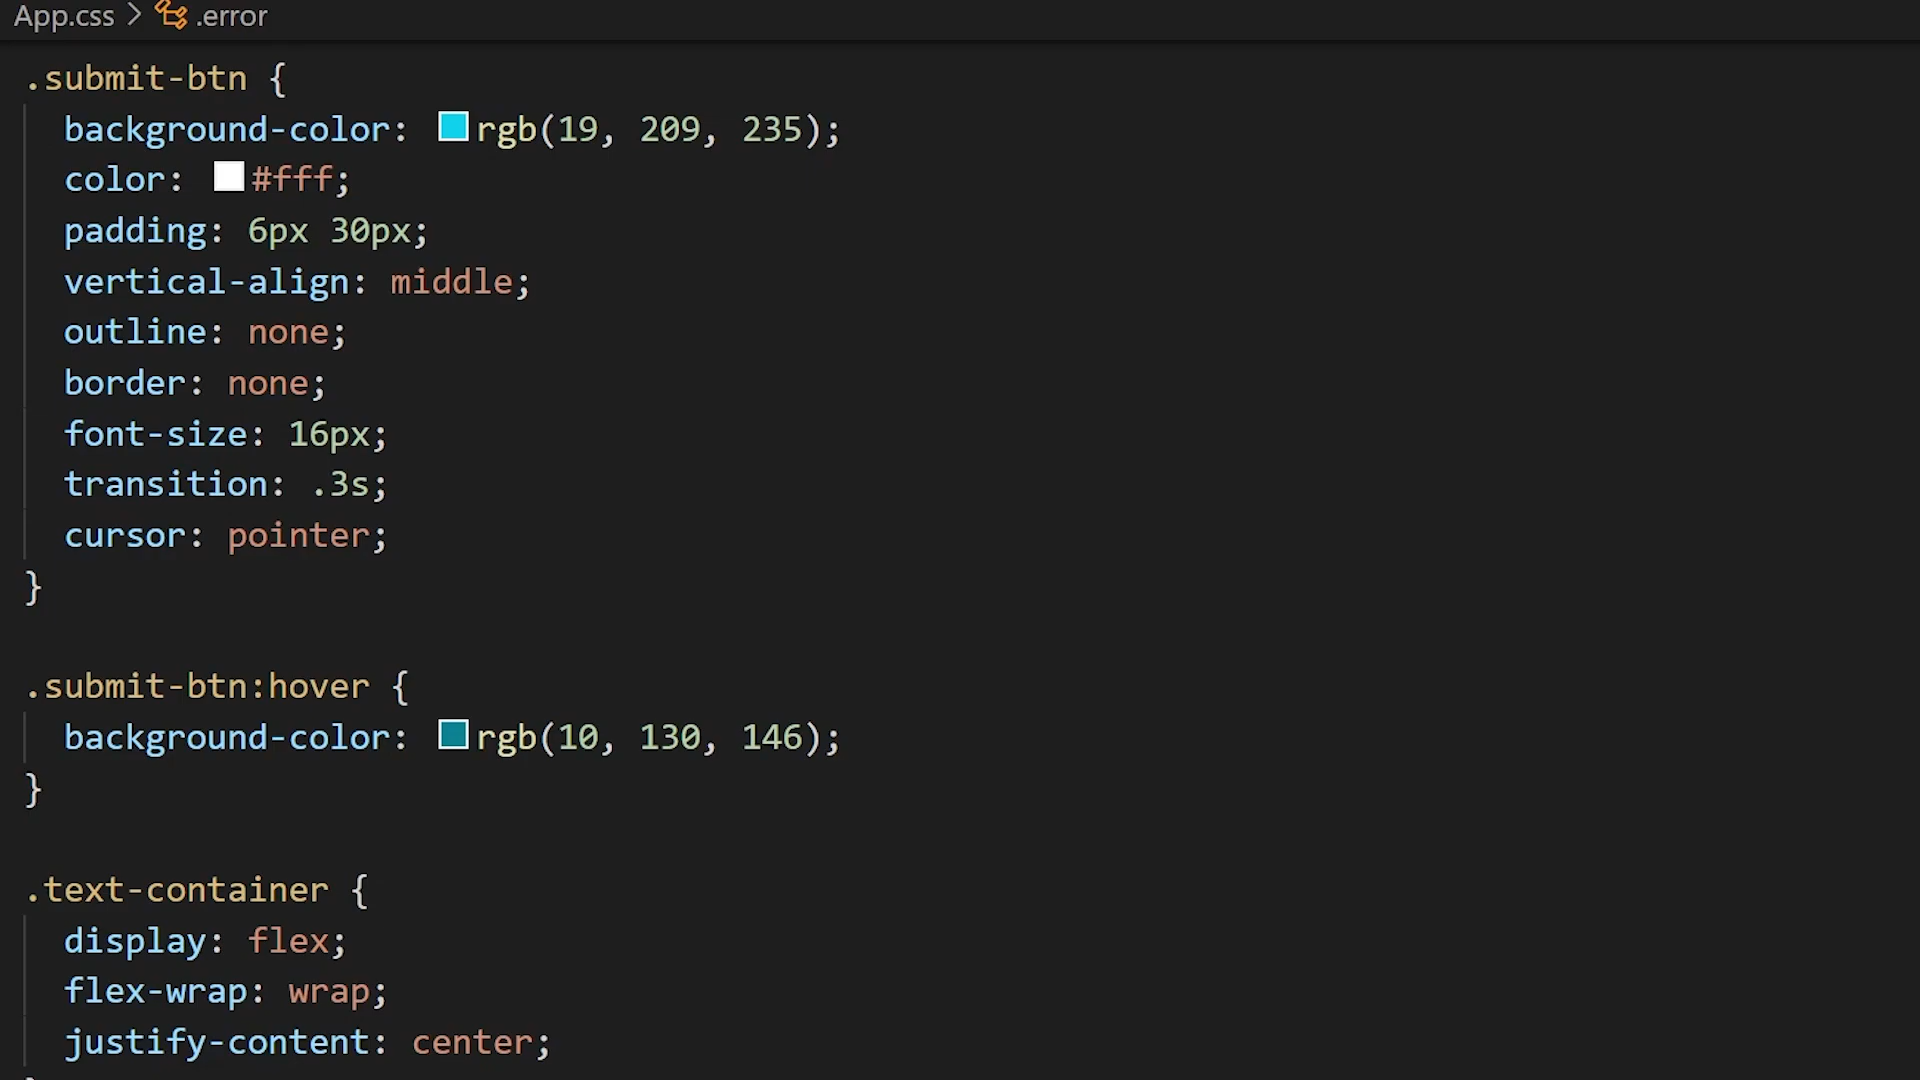 App.css > .error
.submit-btn {
  background-color: rgb(19, 209, 235);
  color: #fff;
  padding: 6px 30px;
  vertical-align: middle;
  outline: none;
  border: none;
  font-size: 16px;
  transition: .3s;
  cursor: pointer;
}
.submit-btn:hover {
  background-color: rgb(10, 130, 146);
}
.text-container {
  display: flex;
  flex-wrap: wrap;
  justify-content: center;